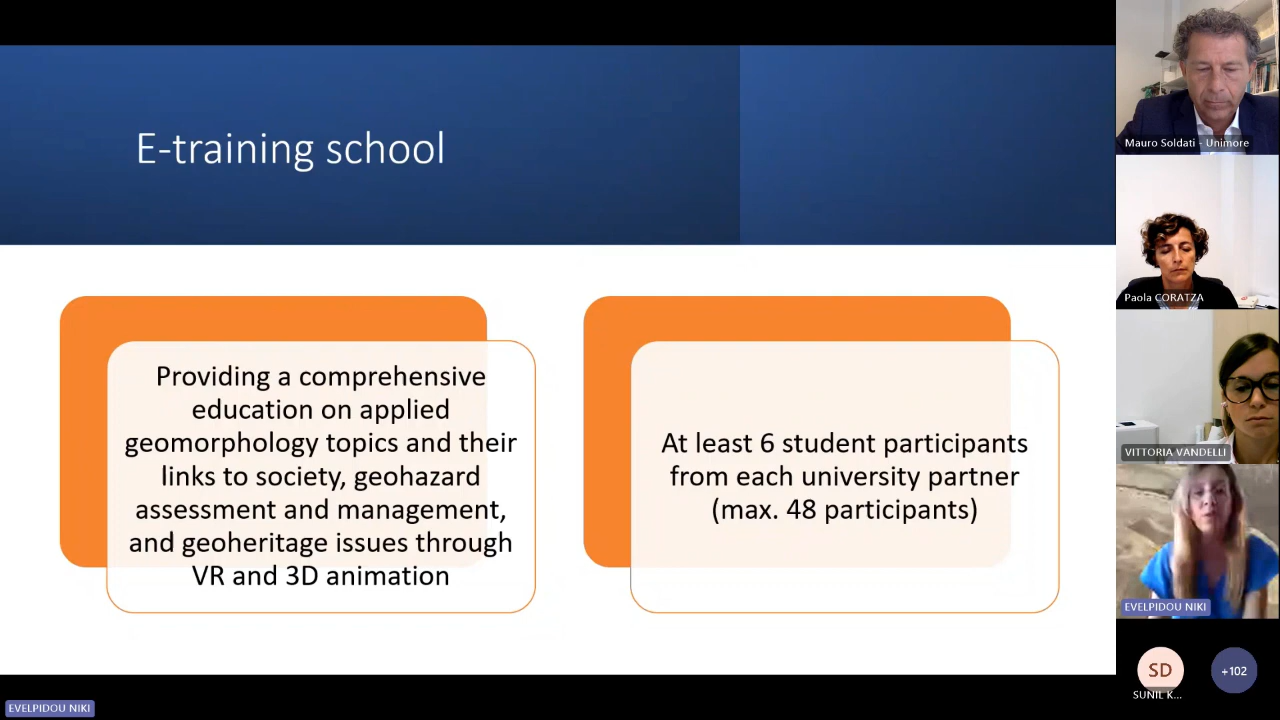 E-training school
Providing a comprehensive
education on applied
geomorphology topics and their
links to society, geohazard
assessment and management,
and geoheritage issues through
VR and 3D animation
At least 6 student participants
from each university partner
(max. 48 participants)
Mauro Soldati - Unimore
Paola CORATZA
VITTORIA VANDELLI
EVELPIDOU NIKI
SD
SUNIL K...
+102
EVELPIDOU NIKI